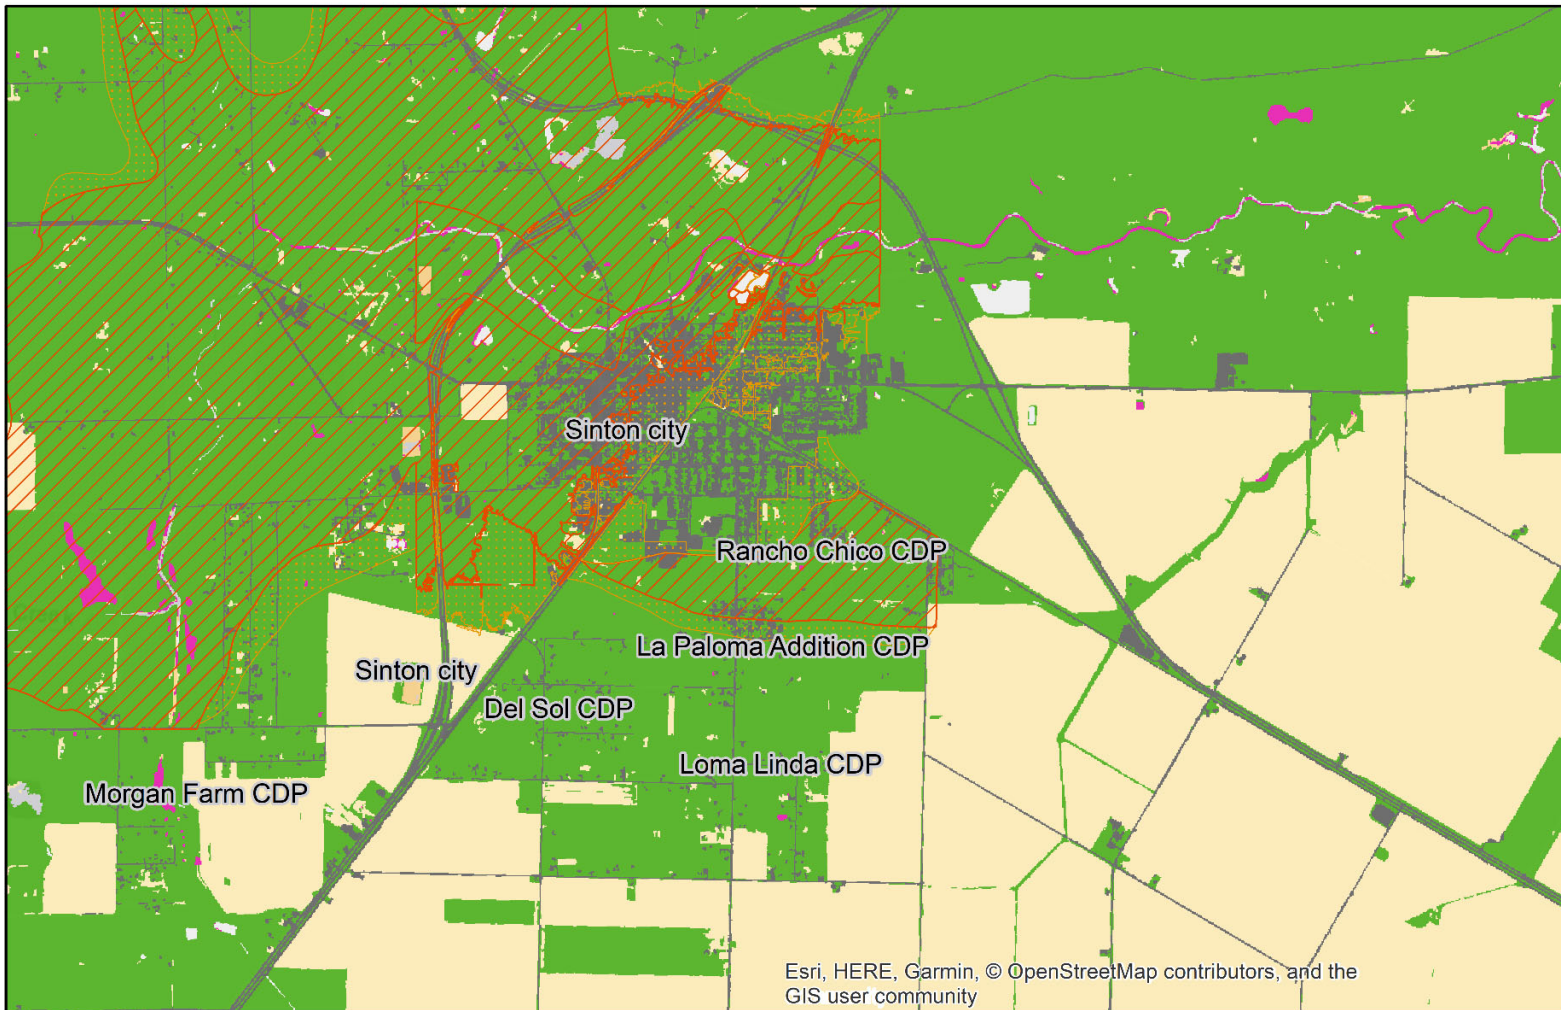 Sinton city
Rancho Chico CDP
La Paloma Addition CDP
Sinton city
Del Sol CDP
Loma Linda CDP
Morgan Farm CDP
Esri, HERE, Garmin, © OpenStreetMap contributors, and the
GIS user community